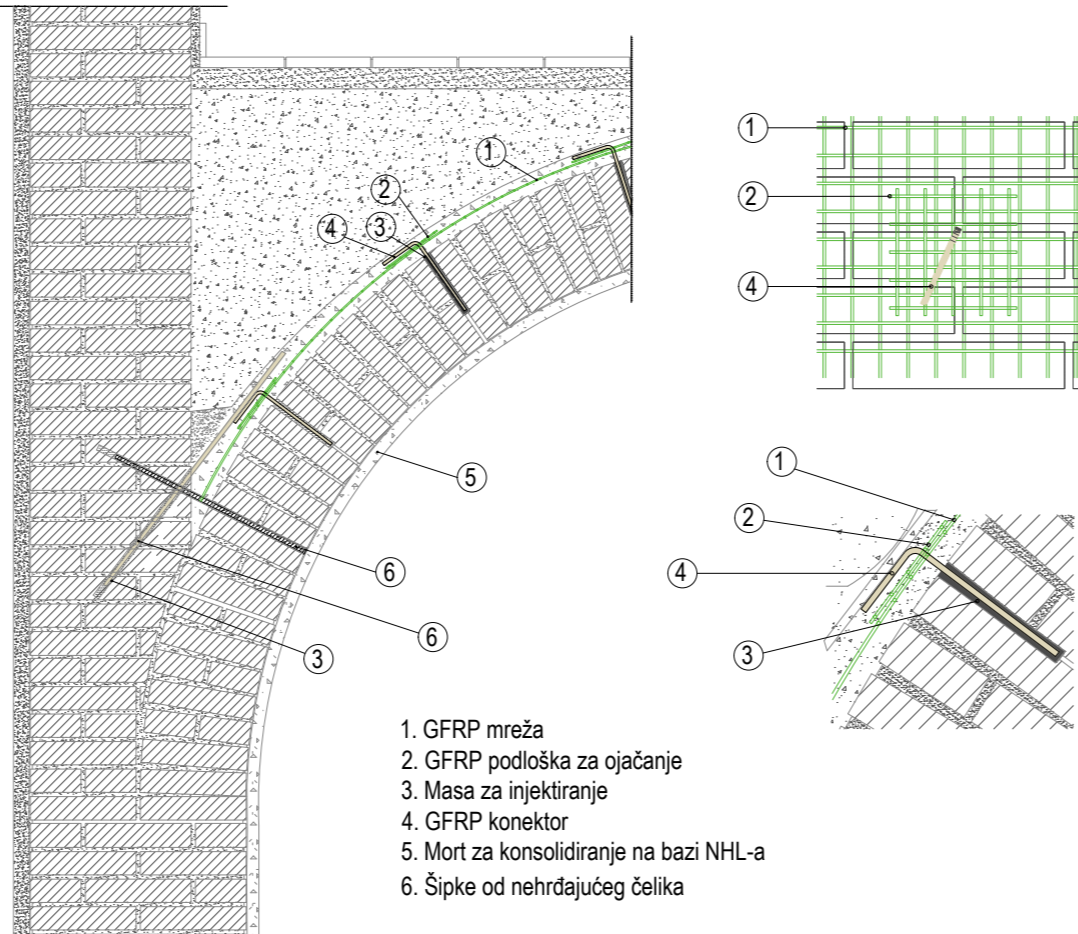 1
2
3
4
1
2
4
5
6
6
3
1
2
4
3
1. GFRP mreža
2. GFRP podloška za ojačanje
3. Masa za injektiranje
4. GFRP konektor
5. Mort za konsolidiranje na bazi NHL-a
6. Šipke od nehrđajućeg čelika